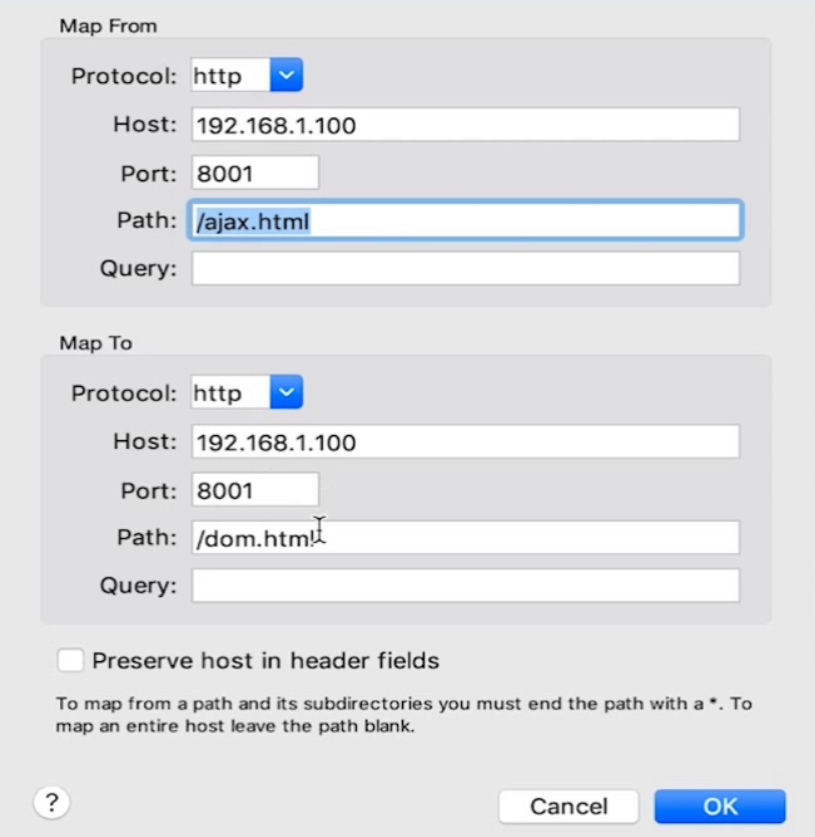 Map From
Protocol: http
Host: 192.168.1.100
Port: 8001
Path: /ajax.html
Query:
Map To
Protocol: http
Host: 192.168.1.100
Port: 8001
Path: /dom.html
Query:
Preserve host in header fields
To map from a path and its subdirectories you must end the path with a *. To
map an entire host leave the path blank.
? Cancel OK